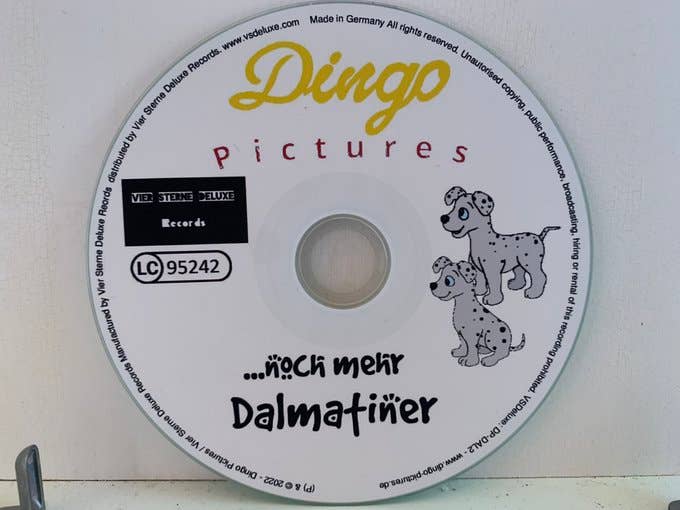 Dingo
Pictures
VIER STERNE DELUXE
Records
LC 95242
...noch mehr
Dalmatiner
(P) & © 2022 - Dingo Pictures / Vier Sterne Deluxe Records Manufactured by Vier Sterne Deluxe Reords distributed by Vier Sterne Deluxe Records. www.vsdeluxe.com Made in Germany All rights reserved. Unauthorised copying, public performance, broadcasting, hiring or rental of this recording prohibited. VSDeluxe: DP-DAL2 - www.dingo-pictures.de